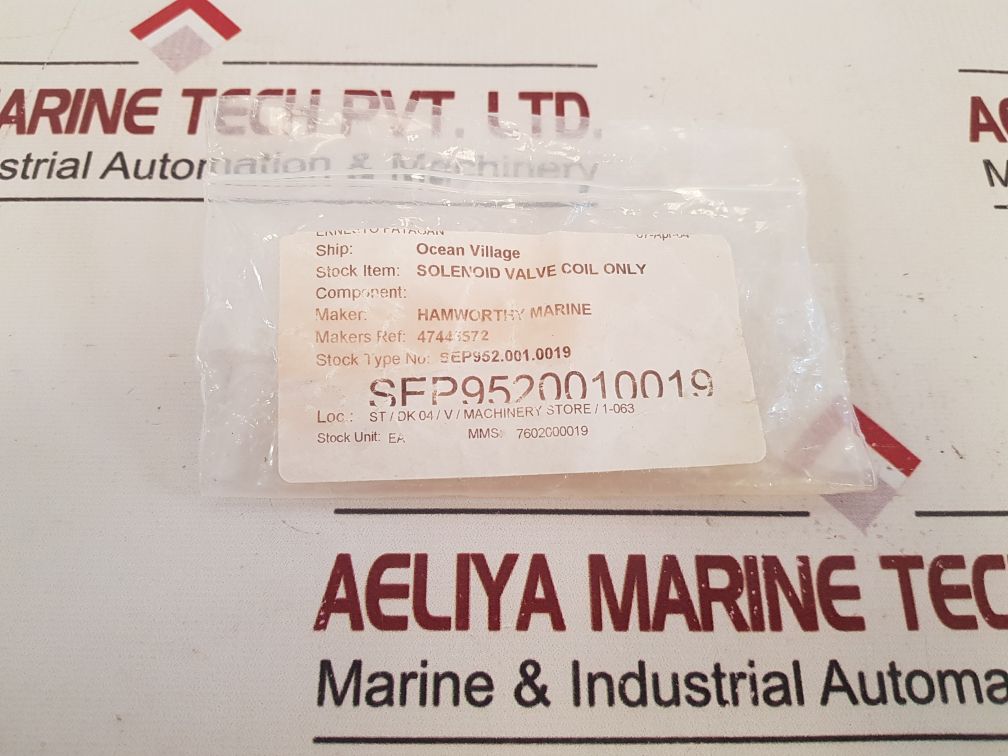 MARINE TECH PVT. LTD.
strial Automation & Machinery
ERNESTO
Ship: Ocean Village
Stock Item: SOLENOID VALVE COIL ONLY
Component:
Maker: HAMWORTHY MARINE
Makers Ref:
Stock Type No: SEP952.001.0019
SEP9520010019
Loc.: ST / DK 04 / V / MACHINERY STORE / 1-063
Stock Unit: EA 7602000019
AELIYA MARINE TEC
Marine & Industrial Automa